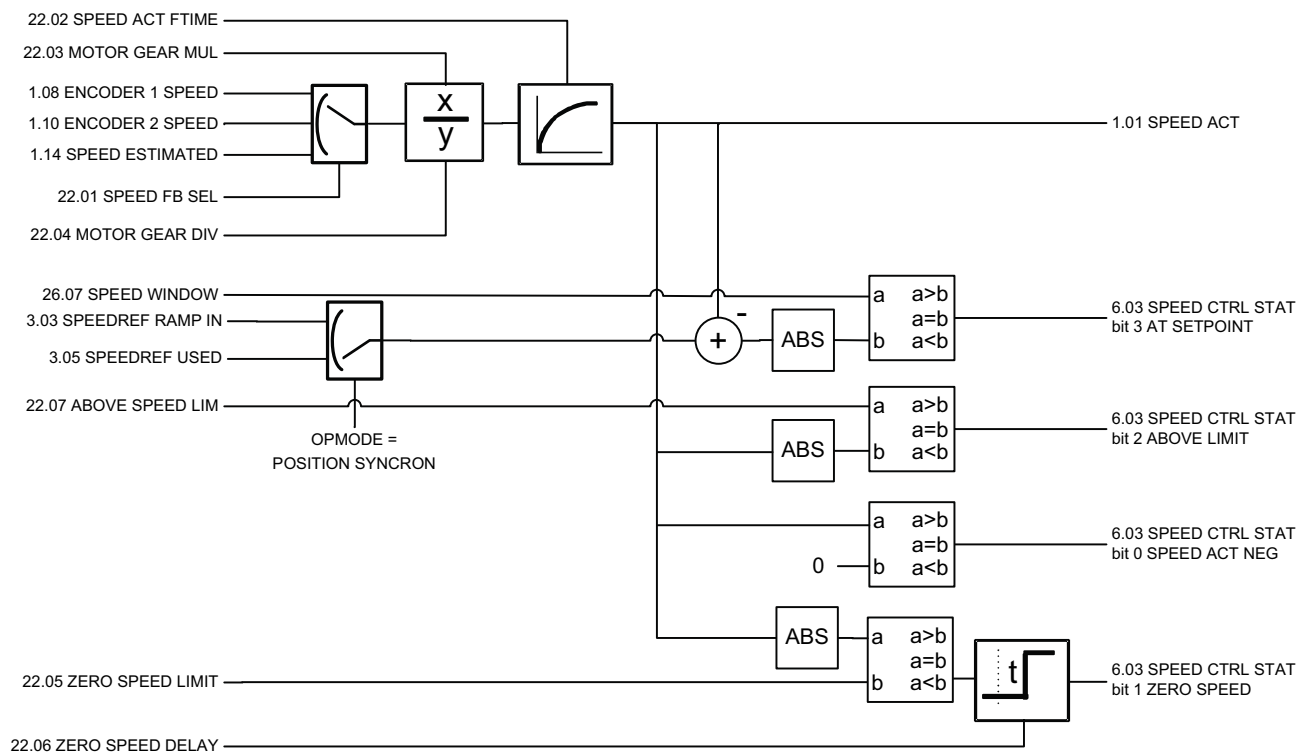 22.02 SPEED ACT FTIME
22.03 MOTOR GEAR MUL
1.08 ENCODER 1 SPEED
1.10 ENCODER 2 SPEED
1.14 SPEED ESTIMATED
22.01 SPEED FB SEL
22.04 MOTOR GEAR DIV
x
y
1.01 SPEED ACT
26.07 SPEED WINDOW
3.03 SPEEDREF RAMP IN
3.05 SPEEDREF USED
OPMODE =
POSITION SYNCRON
-
+
ABS
a a>b
a=b
b a<b
6.03 SPEED CTRL STAT
bit 3 AT SETPOINT
22.07 ABOVE SPEED LIM
ABS
a a>b
a=b
b a<b
6.03 SPEED CTRL STAT
bit 2 ABOVE LIMIT
0
a a>b
a=b
b a<b
6.03 SPEED CTRL STAT
bit 0 SPEED ACT NEG
ABS
a a>b
a=b
b a<b
t
6.03 SPEED CTRL STAT
bit 1 ZERO SPEED
22.05 ZERO SPEED LIMIT
22.06 ZERO SPEED DELAY